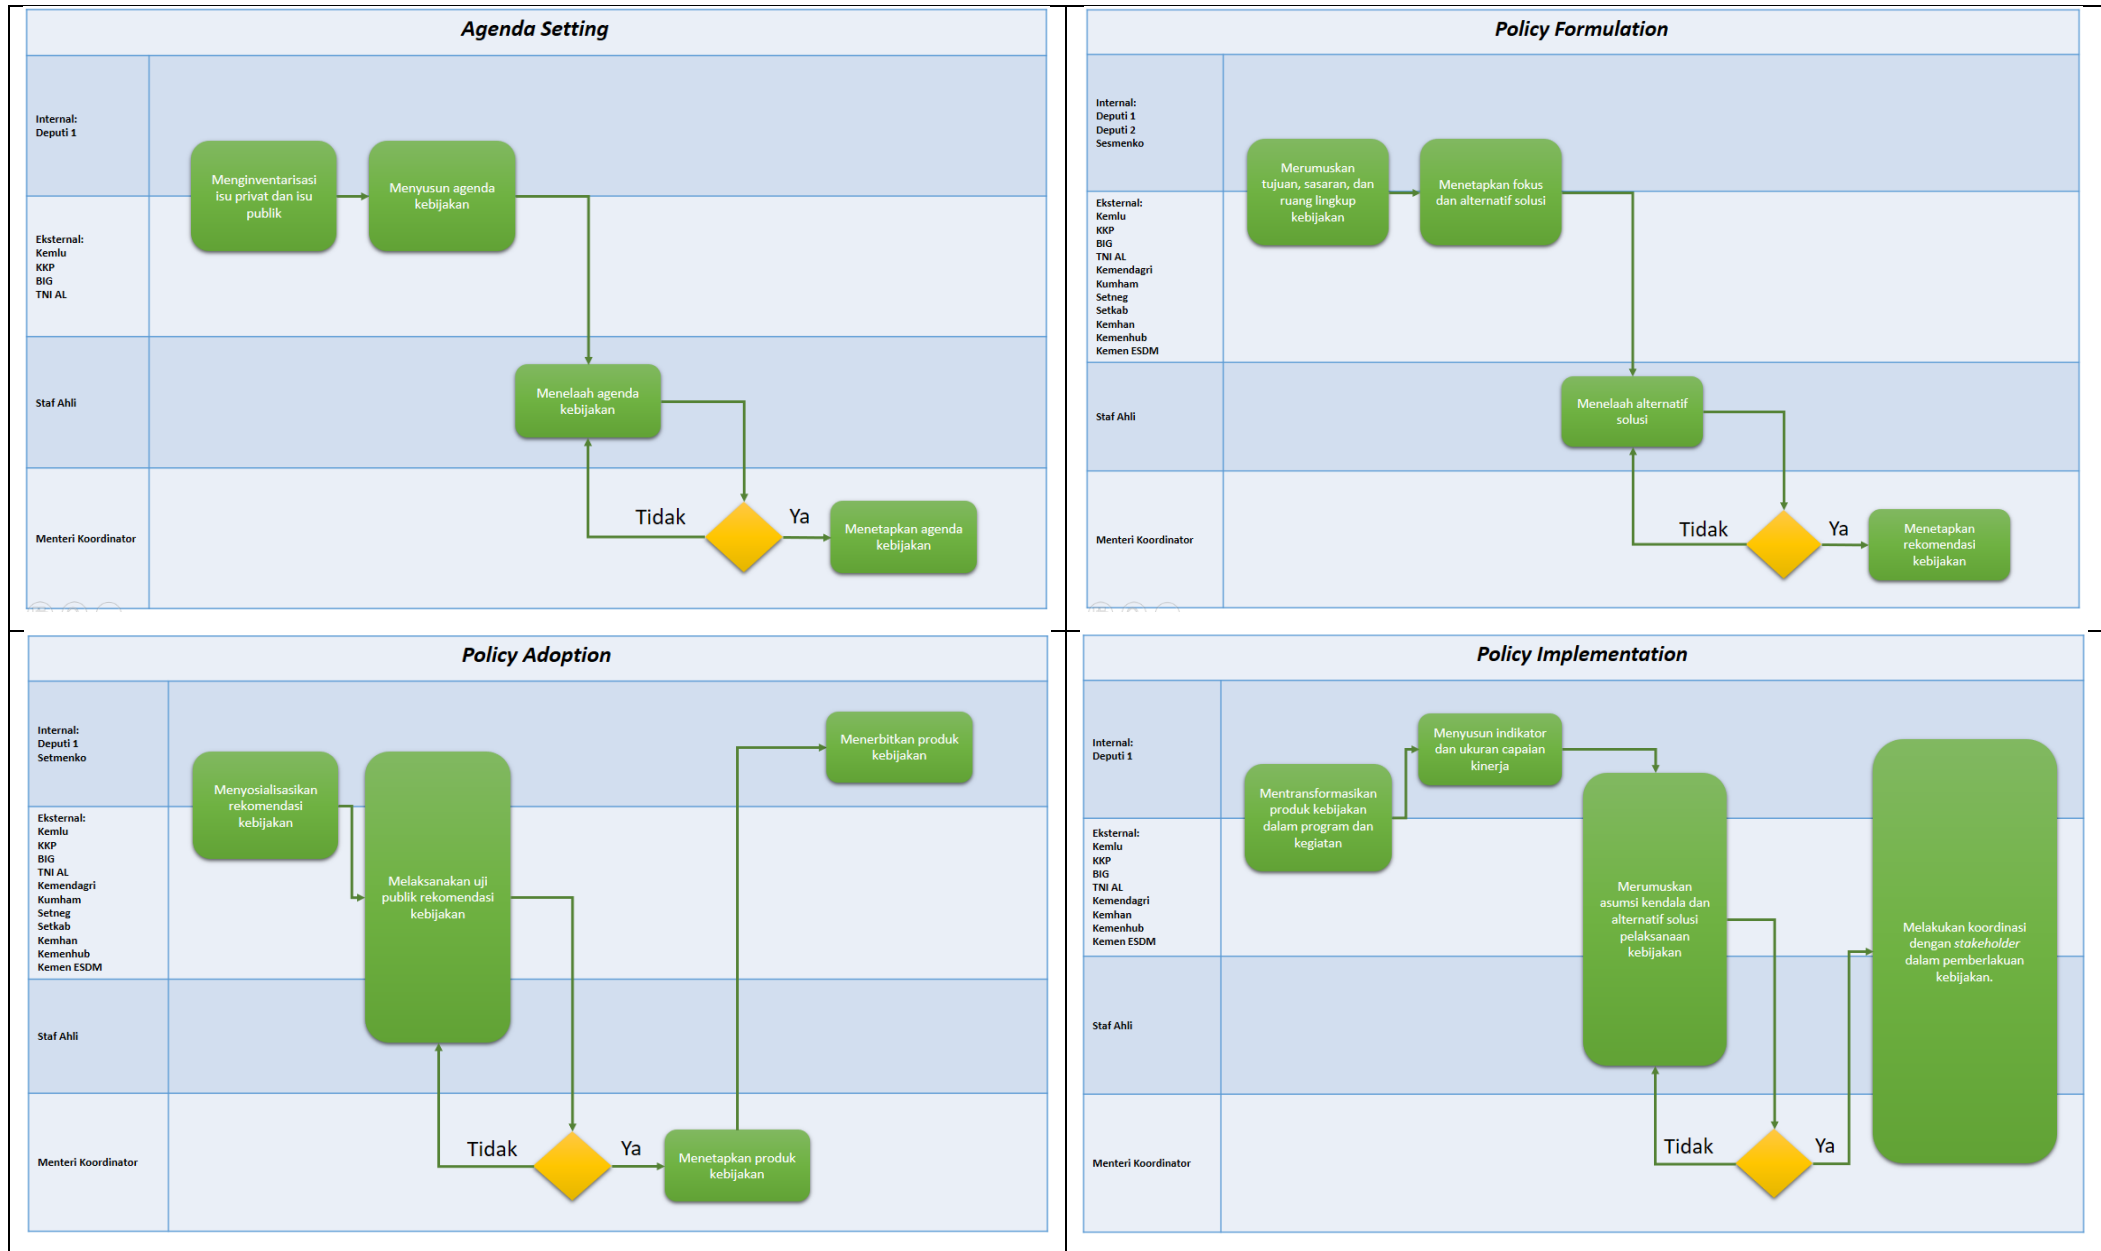 Agenda Setting
Internal:
Deputi 1
Eksternal:
Kemlu
KKP
BIG
TNI AL
Staf Ahli
Menteri Koordinator
Menginventarisasi
isu privat dan isu
publik
Menyusun agenda
kebijakan
Menelaah agenda
kebijakan
Tidak
Ya
Menetapkan agenda
kebijakan
Policy Formulation
Internal:
Deputi 1
Deputi 2
Sesmenko
Eksternal:
Kemlu
KKP
BIG
TNI AL
Kemendagri
Kumham
Setneg
Setkab
Kemhan
Kemenhub
Kemen ESDM
Staf Ahli
Menteri Koordinator
Merumuskan
tujuan, sasaran, dan
ruang lingkup
kebijakan
Menetapkan fokus
dan alternatif solusi
Menelaah alternatif
solusi
Tidak
Ya
Menetapkan
rekomendasi
kebijakan
Policy Adoption
Internal:
Deputi 1
Setmenko
Eksternal:
Kemlu
KKP
BIG
TNI AL
Kemendagri
Kumham
Setneg
Setkab
Kemhan
Kemenhub
Kemen ESDM
Staf Ahli
Menteri Koordinator
Menyosialisasikan
rekomendasi
kebijakan
Melaksanakan uji
publik rekomendasi
kebijakan
Tidak
Ya
Menetapkan produk
kebijakan
Menerbitkan produk
kebijakan
Policy Implementation
Internal:
Deputi 1
Eksternal:
Kemlu
KKP
BIG
TNI AL
Kemendagri
Kemhan
Kemenhub
Kemen ESDM
Staf Ahli
Menteri Koordinator
Mentransformasikan
produk kebijakan
dalam program dan
kegiatan
Menyusun indikator
dan ukuran capaian
kinerja
Merumuskan
asumsi kendala dan
alternatif solusi
pelaksanaan
kebijakan
Tidak
Ya
Melakukan koordinasi
dengan stakeholder
dalam pemberlakuan
kebijakan.